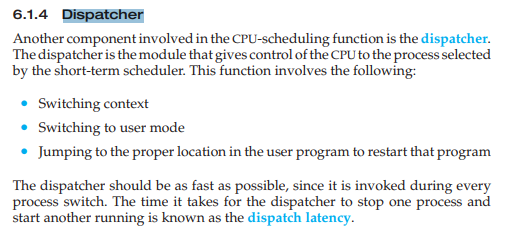 6.1.4 Dispatcher
Another component involved in the CPU-scheduling function is the dispatcher.
The dispatcher is the module that gives control of the CPU to the process selected
by the short-term scheduler. This function involves the following:
• Switching context
• Switching to user mode
• Jumping to the proper location in the user program to restart that program
The dispatcher should be as fast as possible, since it is invoked during every
process switch. The time it takes for the dispatcher to stop one process and
start another running is known as the dispatch latency.